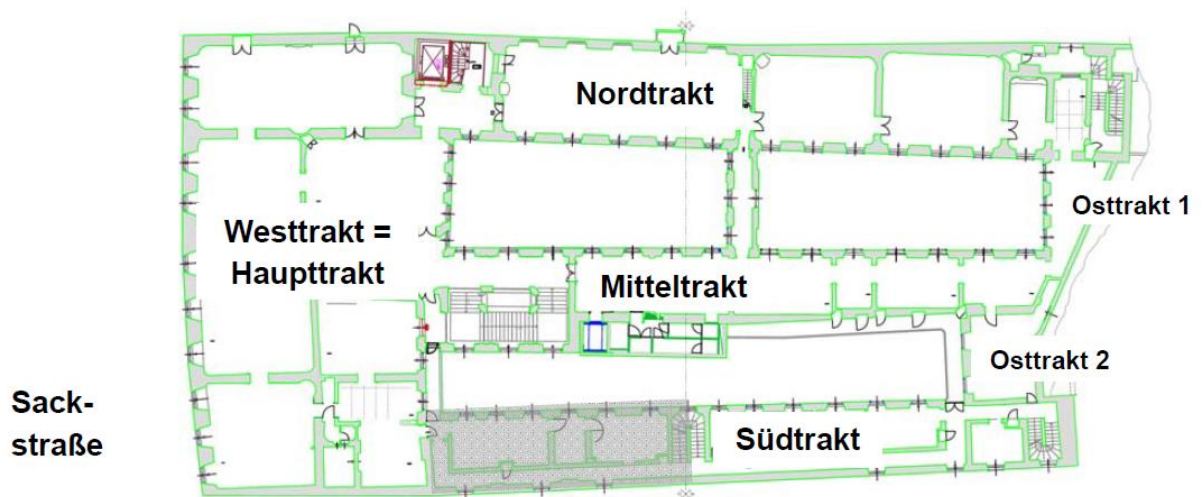 Nordtrakt
Osttrakt 1
Westtrakt =
Haupttrakt
Mitteltrakt
Osttrakt 2
Sack-
straße
Südtrakt